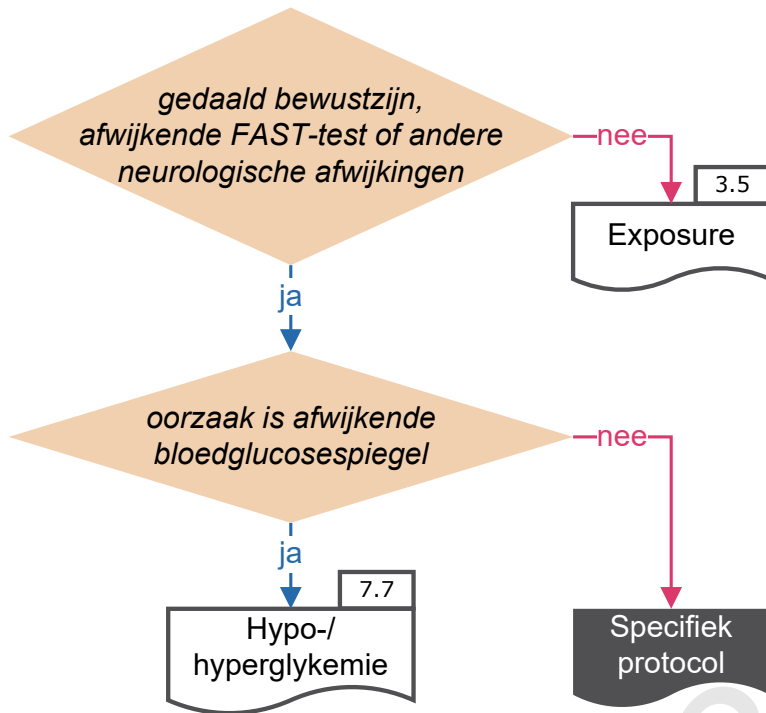 gedaald bewustzijn,
afwijkende FAST-test of andere
neurologische afwijkingen
nee
3.5
Exposure
ja
oorzaak is afwijkende
bloedglucosespiegel
nee
ja
7.7
Hypo-/
hyperglykemie
Specifiek
protocol